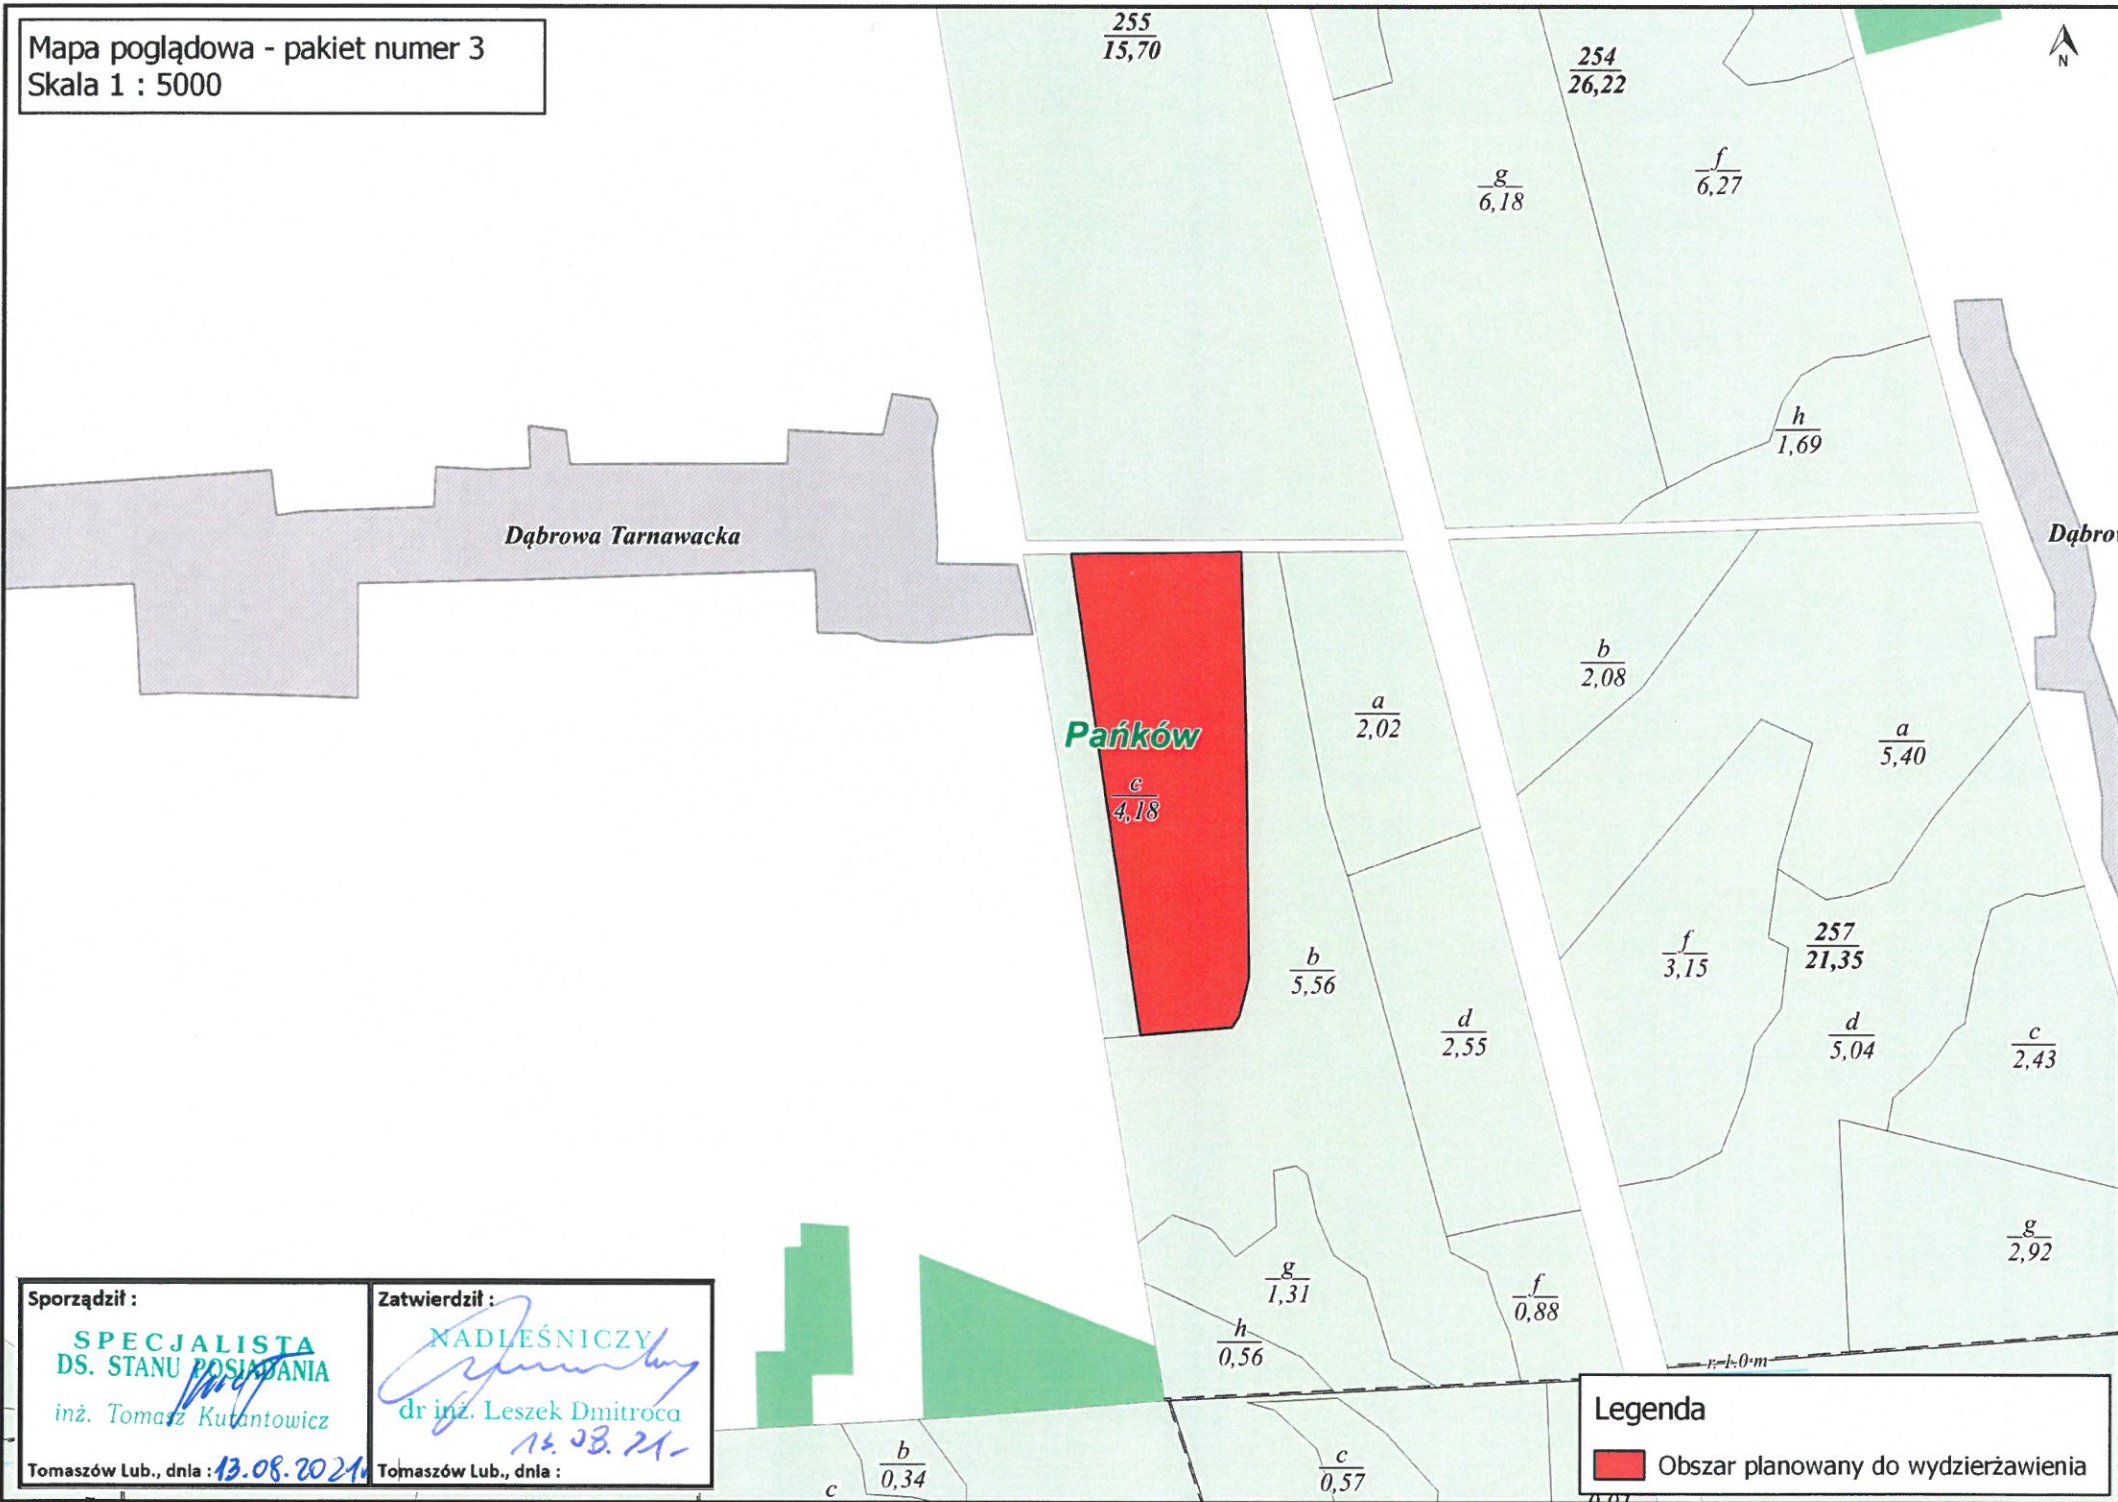 Mapa poglądowa - pakiet numer 3
Skala 1 : 5000
255
15,70
254
26,22
N
g
6,18
f
6,27
h
1,69
Dąbrowa Tarnawacka
Dąbrow
b
2,08
a
2,02
a
5,40
Pańków
c
4,18
257
21,35
f
3,15
b
5,56
d
2,55
d
5,04
c
2,43
g
2,92
g
1,31
f
0,88
h
0,56
r-1.0-m
Sporządził :
SPECJALISTA
DS. STANU POSIADANIA
inż. Tomasz Kutantowicz
Tomaszów Lub., dnia : 13.08.2021
Zatwierdził :
NADLEŚNICZY
dr inż. Leszek Dmitroca
Tomaszów Lub., dnia :
b
0,34
c
c
0,57
Legenda
Obszar planowany do wydzierżawienia